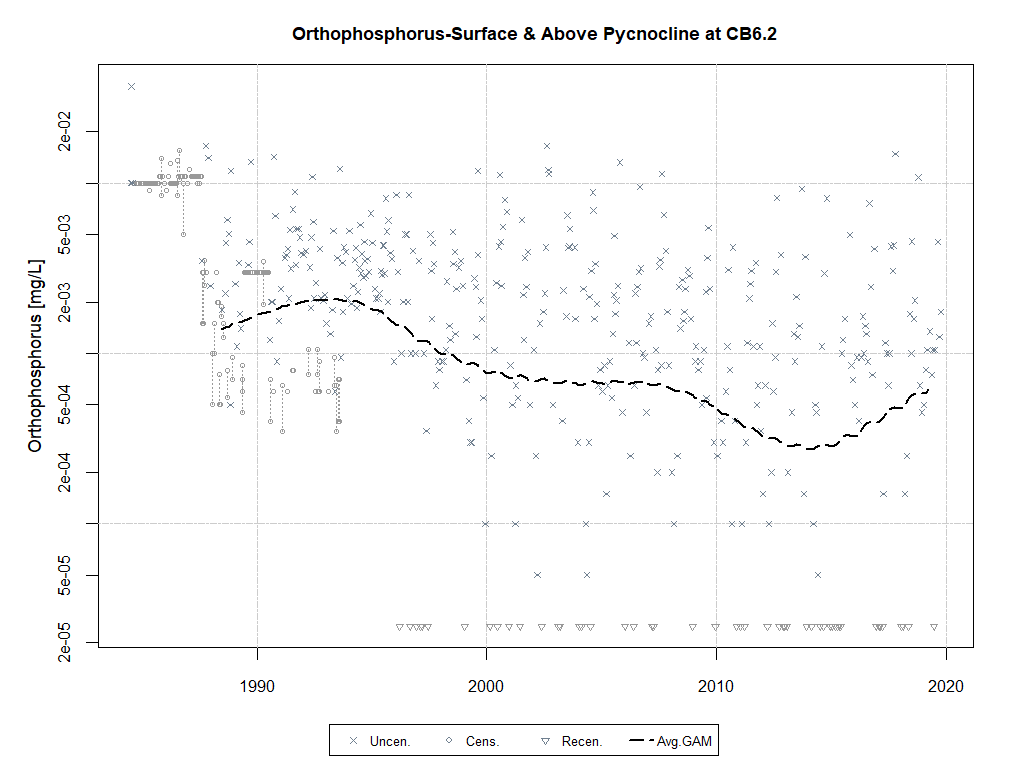 Orthophosphorus-Surface & Above Pycnocline at CB6.2
Orthophosphorus [mg/L]
2e-02
5e-03
2e-03
5e-04
2e-04
5e-05
2e-05
1990
2000
2010
2020
Uncen.
Cens.
Recen.
Avg.GAM